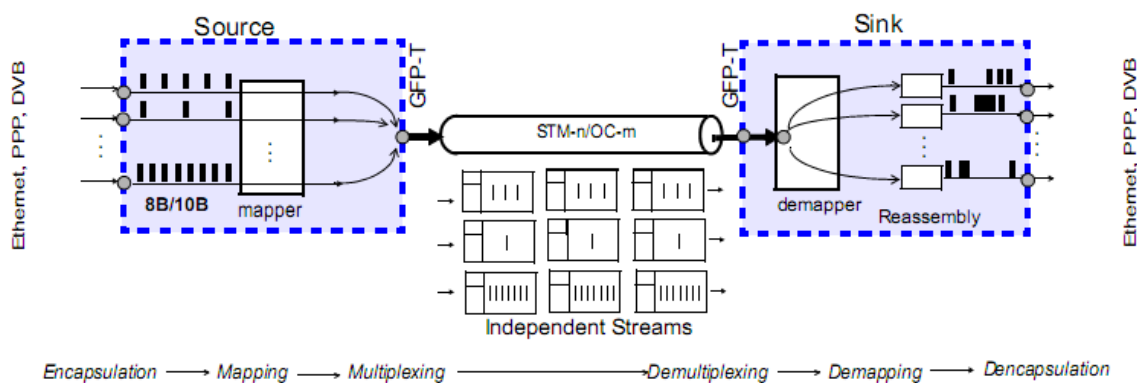 Source
Sink
Ethernet, PPP, DVB
GFP-T
GFP-T
Ethernet, PPP, DVB
STM-n/OC-m
8B/10B
mapper
demapper
Reassembly
Independent Streams
Encapsulation
Mapping
Multiplexing
Demultiplexing
Demapping
Dencapsulation